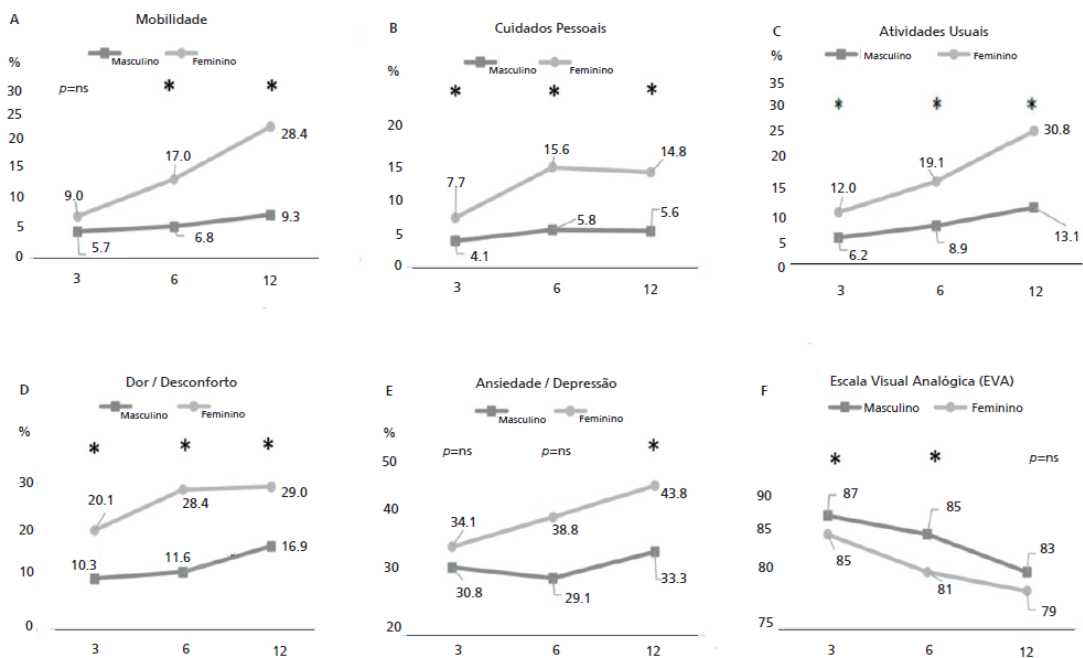 A
Mobilidade
Masculino Feminino
%
p=ns * *
30
25
20
15
10
5
0
9.0 17.0 28.4
5.7 6.8 9.3
3 6 12
B
Cuidados Pessoais
Masculino Feminino
%
* * *
20
15
10
5
0
7.7 15.6 14.8
4.1 5.8 5.6
3 6 12
C
Atividades Usuais
Masculino Feminino
%
35
30
* * *
25
20
15
10
5
0
12.0 19.1 30.8
6.2 8.9 13.1
3 6 12
D
Dor / Desconforto
Masculino Feminino
%
* * *
30
20
10
0
20.1 28.4 29.0
10.3 11.6 16.9
3 6 12
E
Ansiedade / Depressão
Masculino Feminino
%
p=ns p=ns *
50
40
30
20
34.1 38.8 43.8
30.8 29.1 33.3
3 6 12
F
Escala Visual Analógica (EVA)
Masculino Feminino
* * p=ns
90
85
80
75
87 85 83
85 81 79
3 6 12